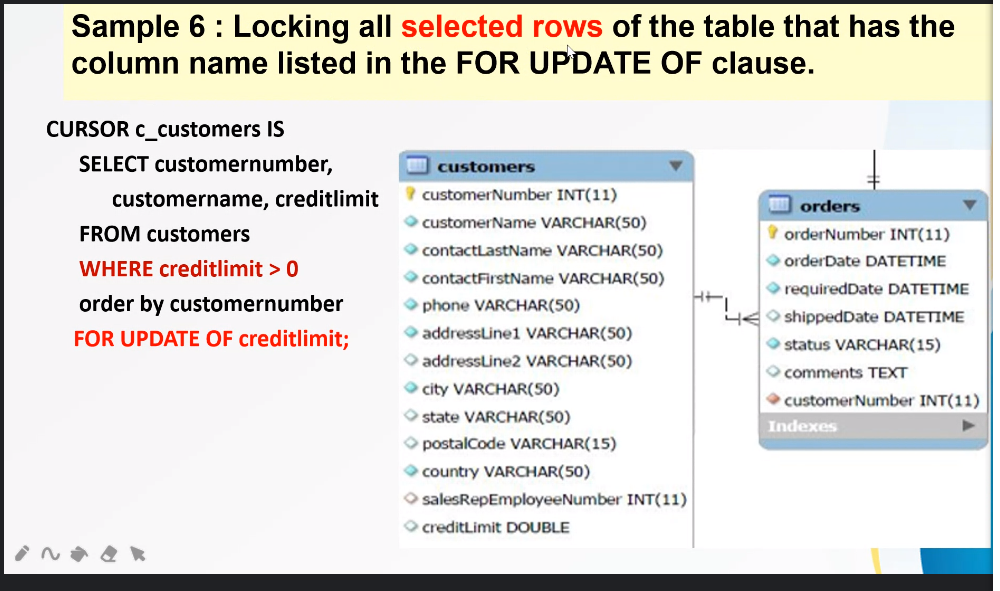 Sample 6 : Locking all selected rows of the table that has the
column name listed in the FOR UPDATE OF clause.
CURSOR c_customers IS
SELECT customernumber,
customername, creditlimit
FROM customers
WHERE creditlimit > 0
order by customernumber
FOR UPDATE OF creditlimit;
customers
customerNumber INT(11)
customerName VARCHAR(50)
contactLastName VARCHAR(50)
contactFirstName VARCHAR(50)
phone VARCHAR(50)
addressLine1 VARCHAR(50)
addressLine2 VARCHAR(50)
city VARCHAR(50)
state VARCHAR(50)
postalCode VARCHAR(15)
country VARCHAR(50)
salesRepEmployeeNumber INT(11)
creditLimit DOUBLE
orders
orderNumber INT(11)
orderDate DATETIME
requiredDate DATETIME
shippedDate DATETIME
status VARCHAR(15)
comments TEXT
customerNumber INT(11)
Indexes